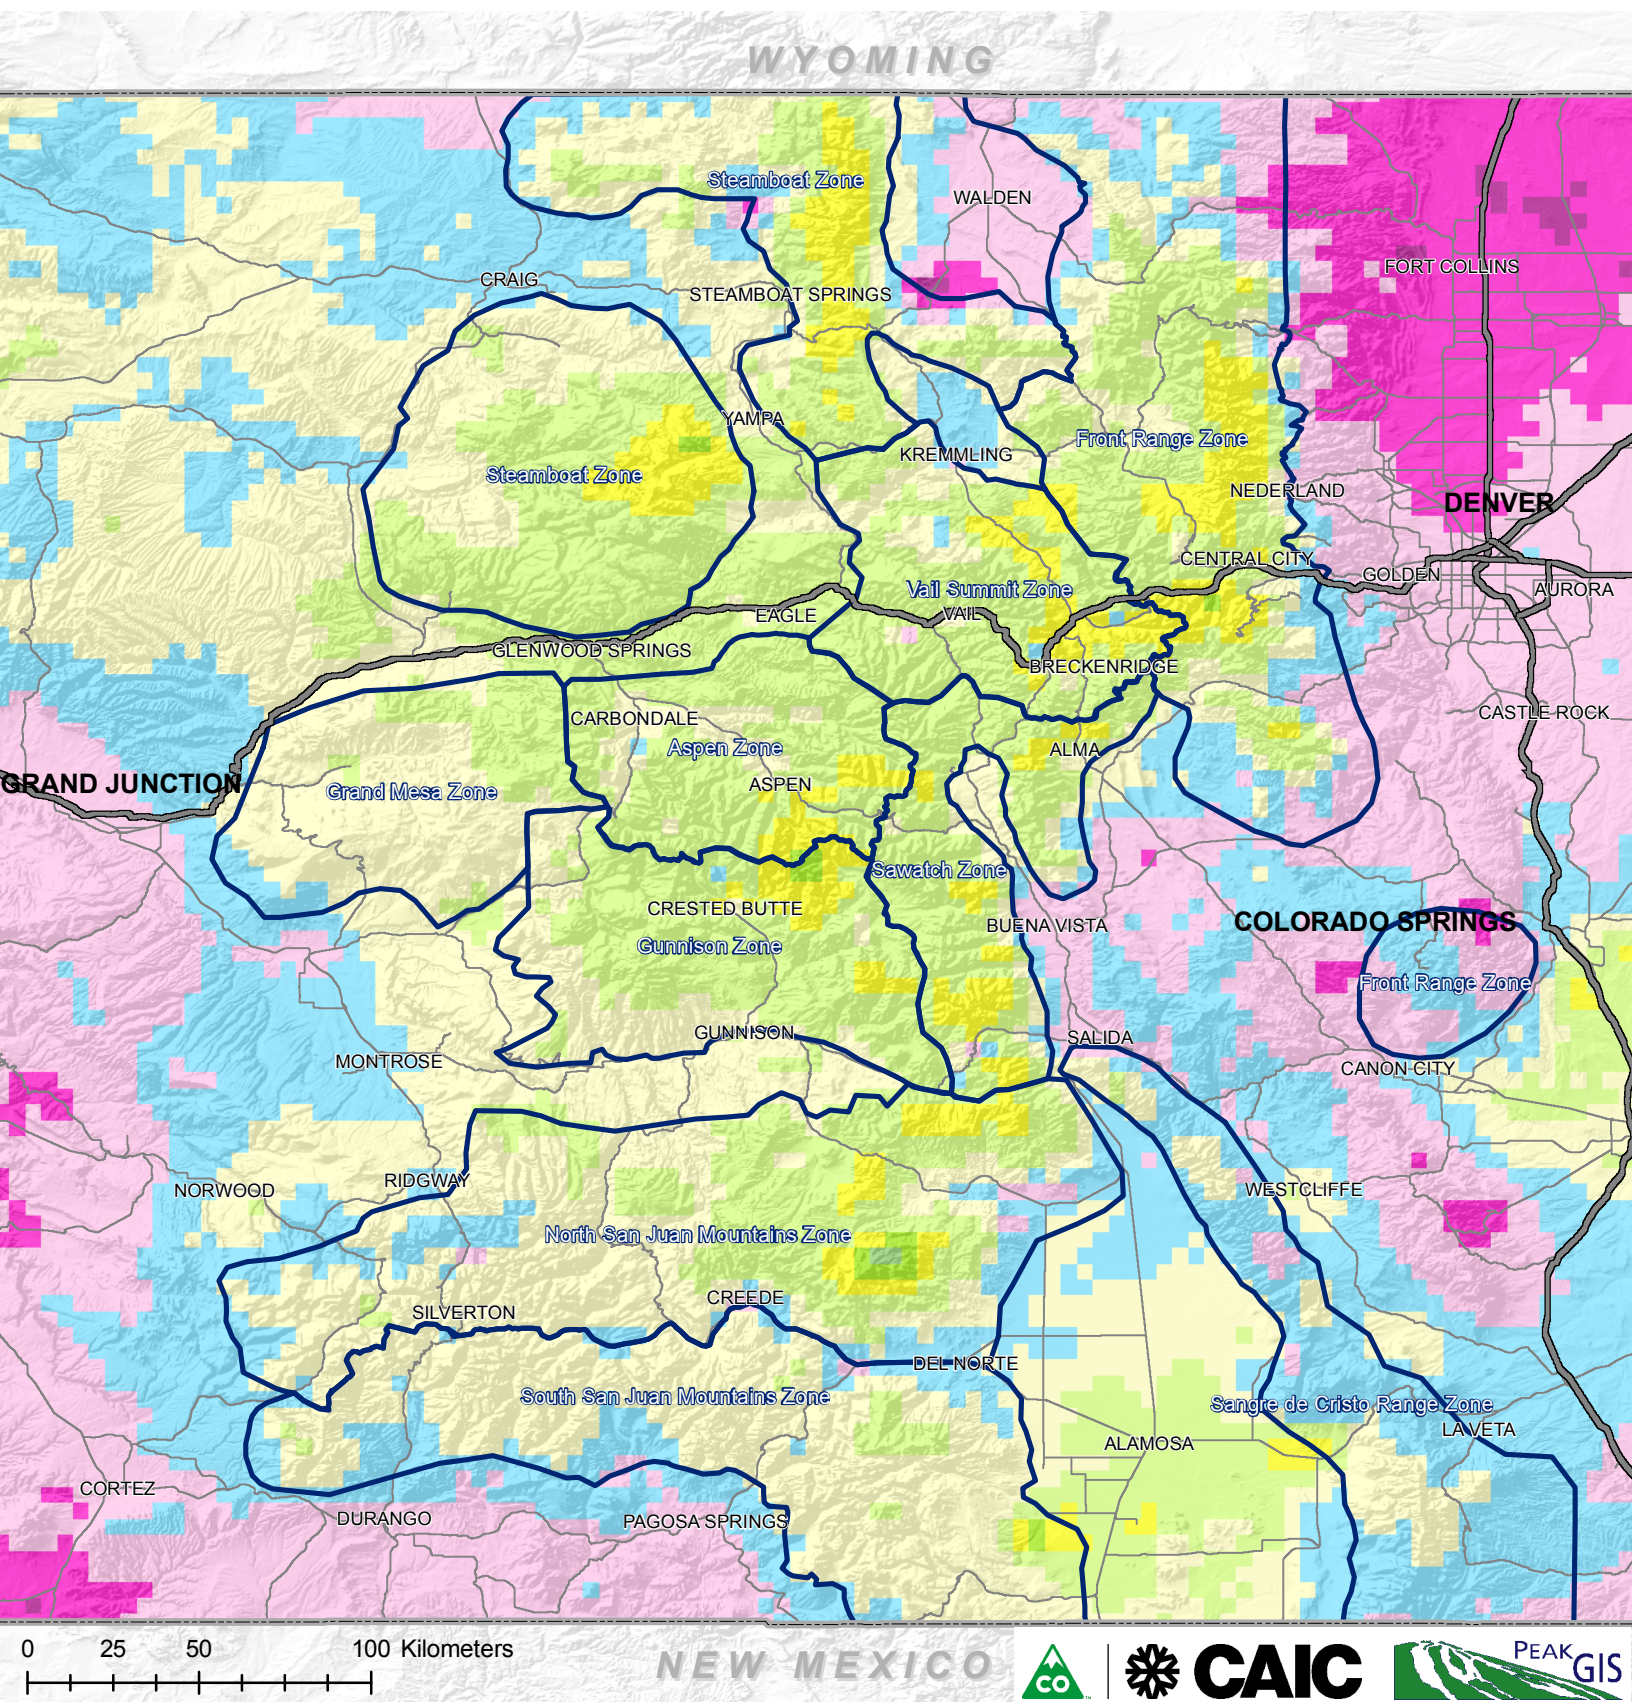 WYOMING
Steamboat Zone
WALDEN
FORT COLLINS
CRAIG
STEAMBOAT SPRINGS
YAMPA
Front Range Zone
KREMMLING
Steamboat Zone
NEDERLAND
DENVER
CENTRAL CITY
GOLDEN
AURORA
Vail Summit Zone
EAGLE
VAIL
GLENWOOD SPRINGS
BRECKENRIDGE
CARBONDALE
CASTLE ROCK
Aspen Zone
ALMA
GRAND JUNCTION
ASPEN
Grand Mesa Zone
Sawatch Zone
CRESTED BUTTE
BUENA VISTA
COLORADO SPRINGS
Gunnison Zone
Front Range Zone
GUNNISON
SALIDA
MONTROSE
CANON CITY
RIDGWAY
NORWOOD
WESTCLIFFE
North San Juan Mountains Zone
CREEDE
SILVERTON
DEL NORTE
South San Juan Mountains Zone
Sangre de Cristo Range Zone
LA VETA
ALAMOSA
CORTEZ
DURANGO
PAGOSA SPRINGS
0 25 50 100 Kilometers
NEW MEXICO
CO
CAIC
PEAK GIS